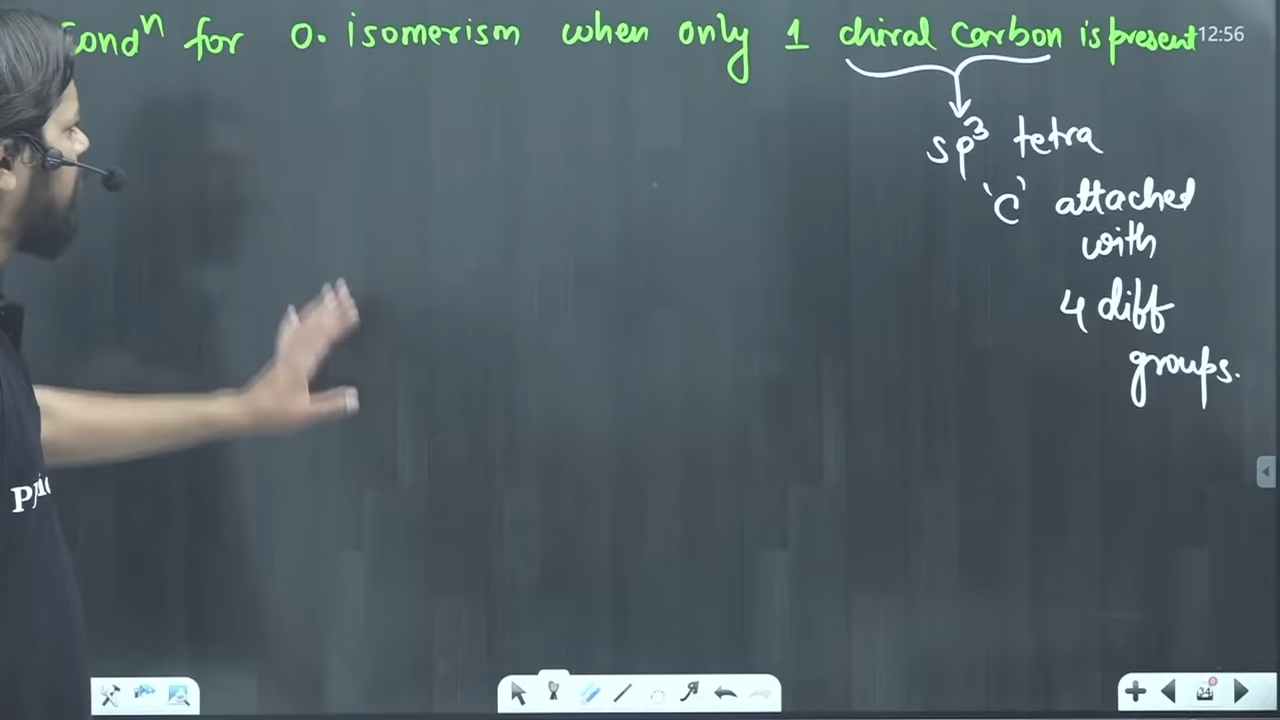 Condⁿ for O. isomerism when only 1 chiral carbon is present
12:56
sp³ tetra
'C' attached
with
4 diff
groups.
34